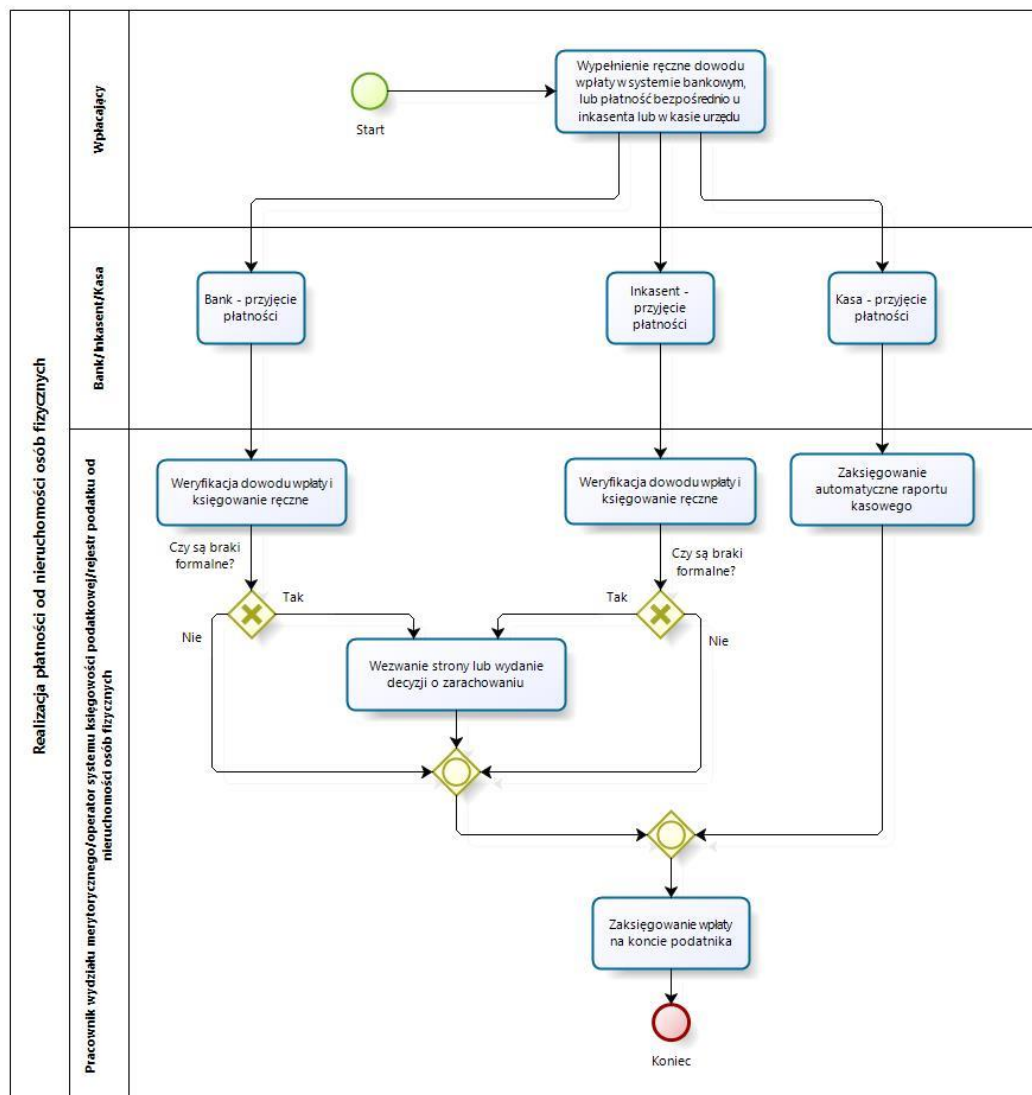 Realizacja płatności od nieruchomości osób fizycznych
Wpłacający
Start
Wypełnienie ręczne dowodu
wpłaty w systemie bankowym,
lub płatność bezpośrednio u
inkasenta lub w kasie urzędu
Bank/Inkasent/Kasa
Bank - przyjęcie
płatności
Inkasent -
przyjęcie
płatności
Kasa - przyjęcie
płatności
Pracownik wydziału merytorycznego/operator systemu księgowości podatkowej/rejestr podatku od
nieruchomości osób fizycznych
Weryfikacja dowodu wpłaty i
księgowanie ręczne
Weryfikacja dowodu wpłaty i
księgowanie ręczne
Zaksięgowanie
automatyczne raportu
kasowego
Czy są braki
formalne?
Czy są braki
formalne?
Tak
Tak
Nie
Nie
Wezwanie strony lub wydanie
decyzji o zarachowaniu
Zaksięgowanie wpłaty
na koncie podatnika
Koniec